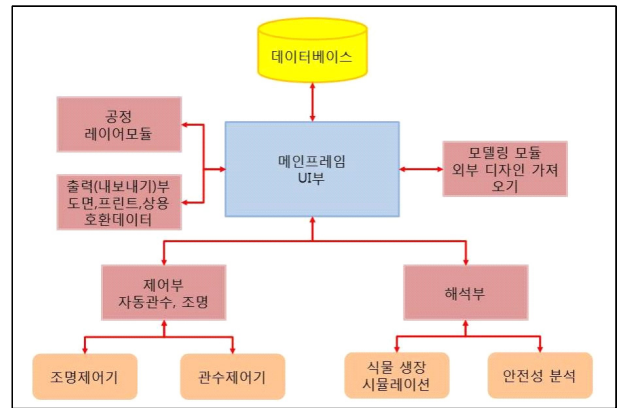 데이터베이스
공정
레이어모듈
메인프레임
UI부
모델링 모듈
외부 디자인 가져
오기
출력(내보내기)부
도면,프린트,상용
호환데이터
제어부
자동관수, 조명
해석부
조명제어기
관수제어기
식물 생장
시뮬레이션
안전성 분석